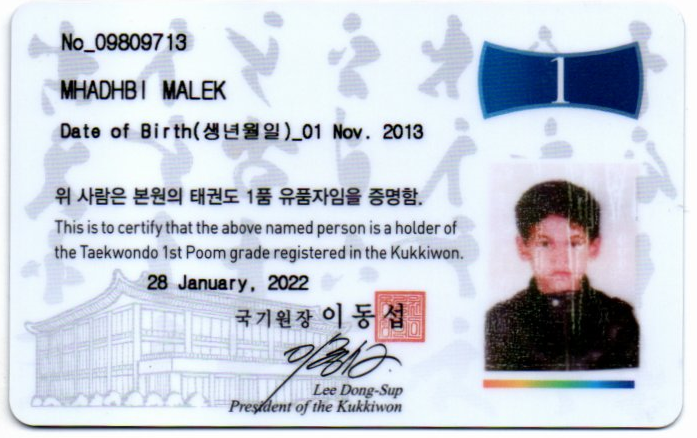 No_09809713
1
MHADHBI MALEK
Date of Birth(생년월일)_01 Nov. 2013
위 사람은 본원의 태권도 1품 유품자임을 증명함.
This is to certify that the above named person is a holder of
the Taekwondo 1st Poom grade registered in the Kukkiwon.
28 January, 2022
국기원장 이동섭
Lee Dong-Sup
President of the Kukkiwon